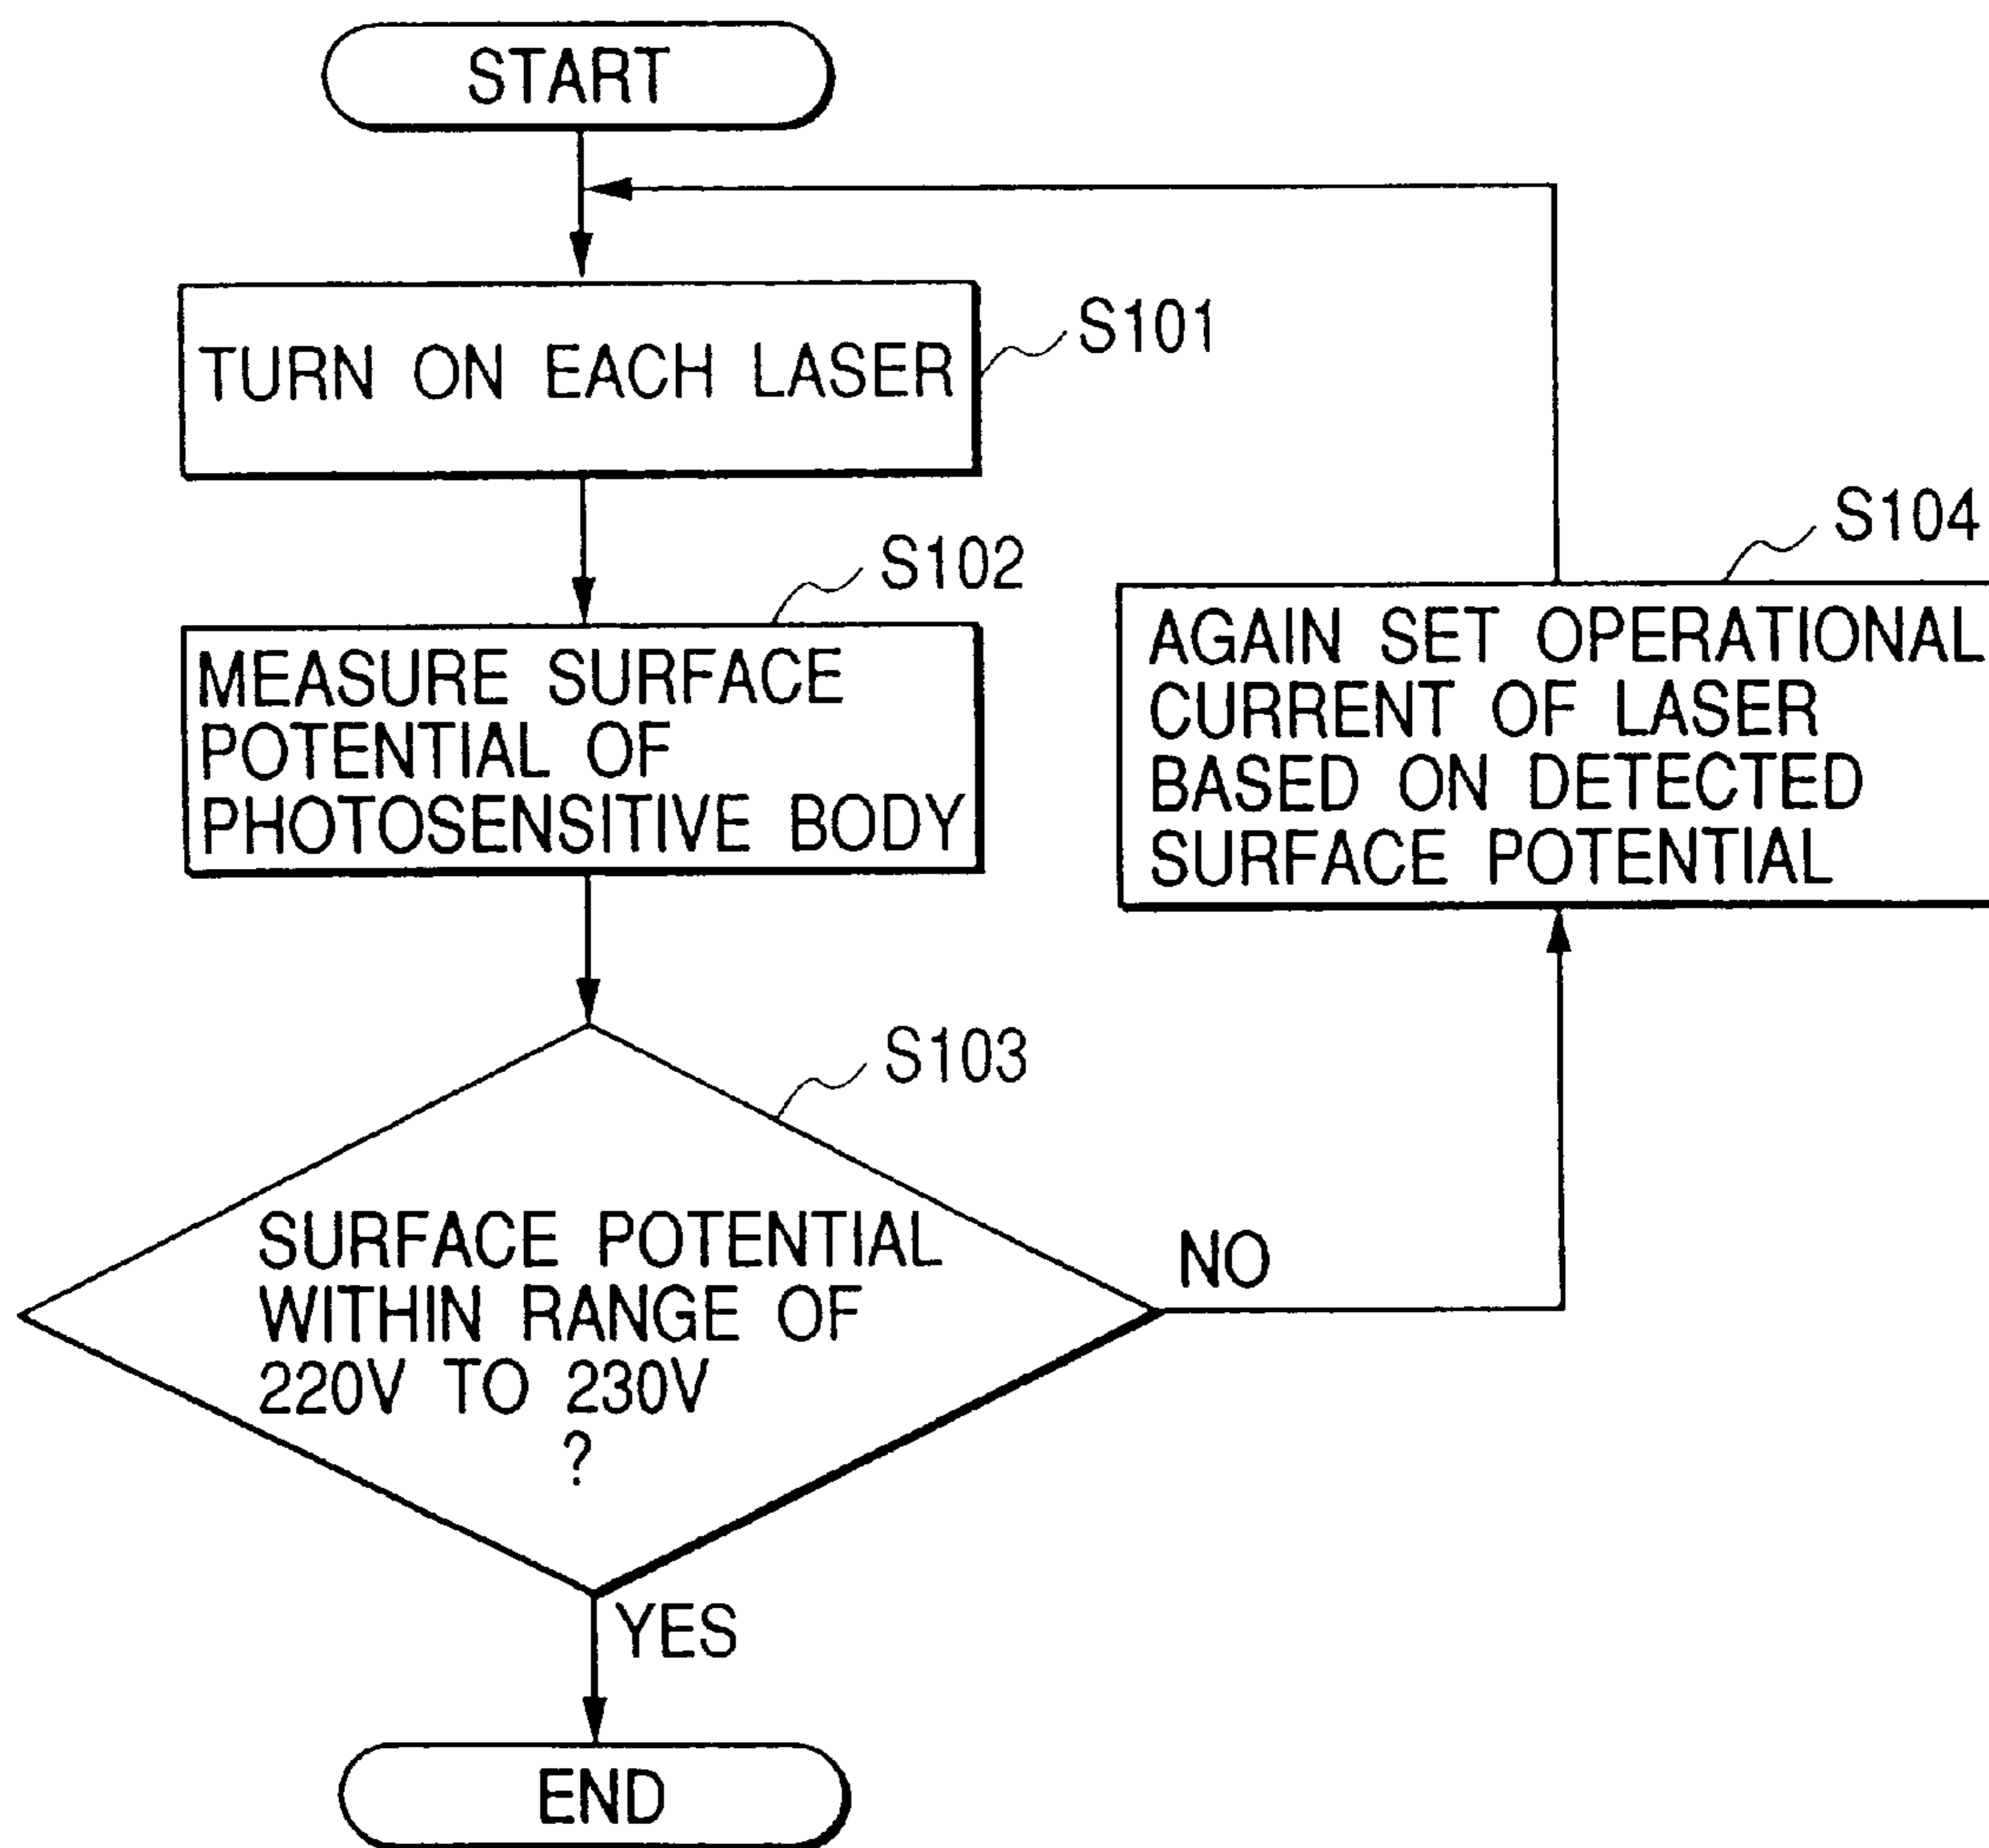 START
TURN ON EACH LASER
S101
S102
MEASURE SURFACE
POTENTIAL OF
PHOTOSENSITIVE BODY
S103
SURFACE POTENTIAL
WITHIN RANGE OF
220V TO 230V
?
NO
YES
S104
AGAIN SET OPERATIONAL
CURRENT OF LASER
BASED ON DETECTED
SURFACE POTENTIAL
END